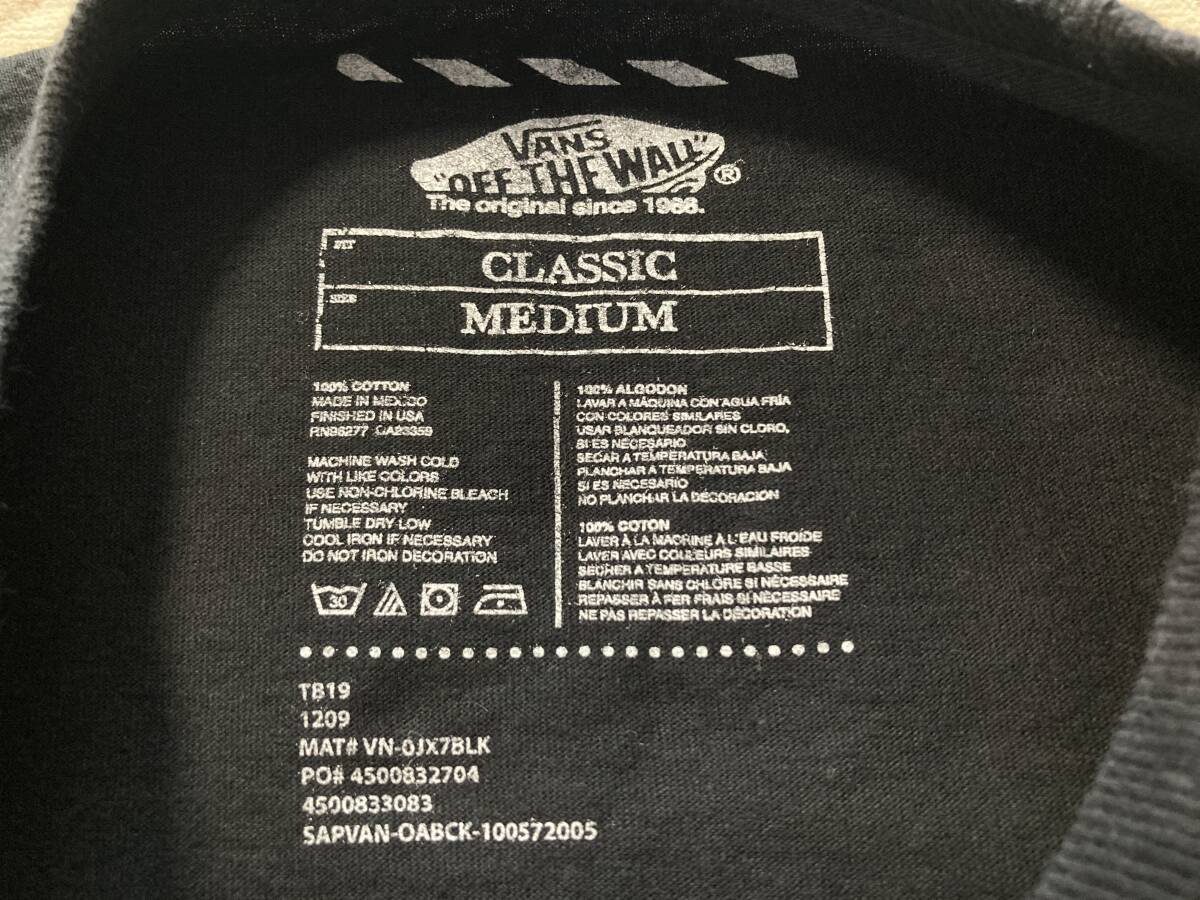 VANS
"OFF THE WALL"
®
The original since 1966.
FIT
CLASSIC
SIZE
MEDIUM
100% COTTON
MADE IN MEXICO
FINISHED IN USA
RN96277 CA23359
MACHINE WASH COLD
WITH LIKE COLORS
USE NON-CHLORINE BLEACH
IF NECESSARY
TUMBLE DRY LOW
COOL IRON IF NECESSARY
DO NOT IRON DECORATION
30
100% ALGODON
LAVAR A MÁQUINA CON AGUA FRÍA
CON COLORES SIMILARES
USAR BLANQUEADOR SIN CLORO,
SI ES NECESARIO
SECAR A TEMPERATURA BAJA
PLANCHAR A TEMPERATURA BAJA
SI ES NECESARIO
NO PLANCHAR LA DECORACION
100% COTON
LAVER À LA MACHINE À L'EAU FROIDE
LAVER AVEC COULEURS SIMILAIRES
SÉCHER A TEMPERATURE BASSE
BLANCHIR SANS CHLORE SI NÉCESSAIRE
REPASSER À FER FRAIS SI NÉCESSAIRE
NE PAS REPASSER LA DÉCORATION
TB19
1209
MAT# VN-0JX7BLK
PO# 4500832704
4500833083
SAPVAN-OABCK-100572005